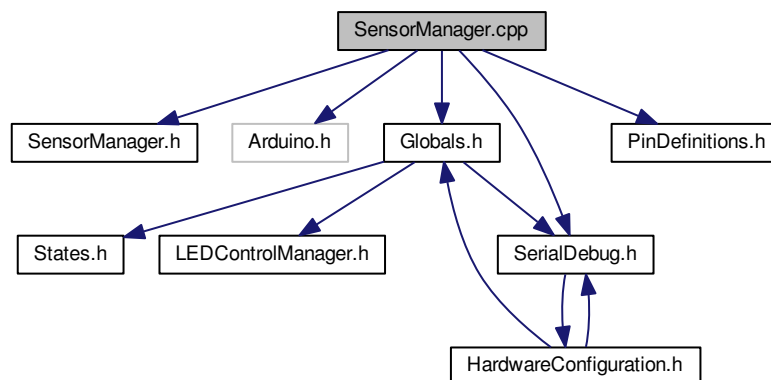 SensorManager.cpp
SensorManager.h
Arduino.h
Globals.h
PinDefinitions.h
States.h
LEDControlManager.h
SerialDebug.h
HardwareConfiguration.h